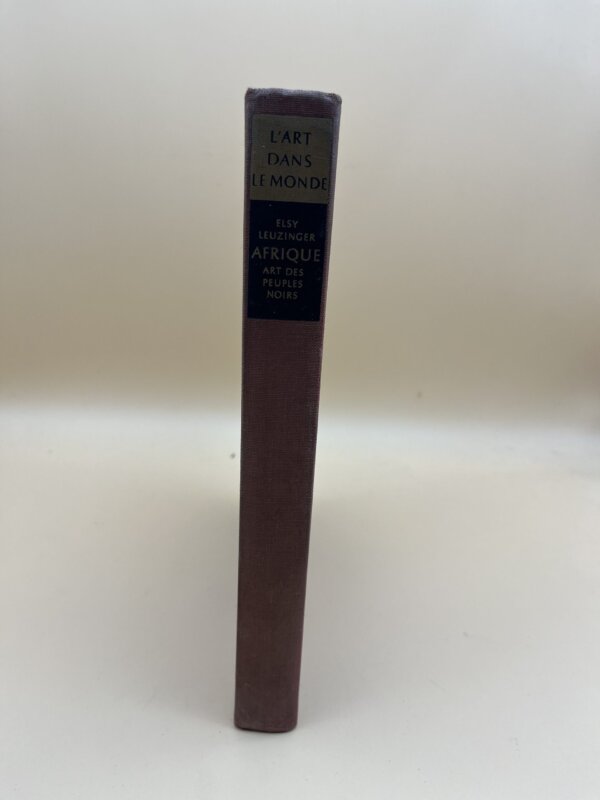 L'ART
DANS
LE MONDE
ELSY
LEUZINGER
AFRIQUE
ART DES
PEUPLES
NOIRS